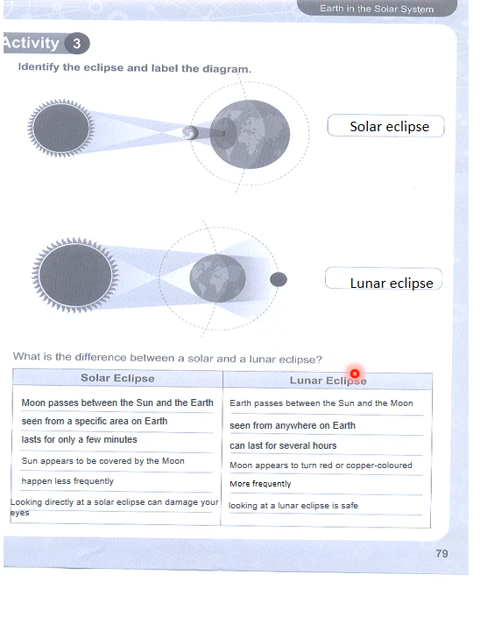 Earth in the Solar System
Activity 3
Identify the eclipse and label the diagram.
Solar eclipse
Lunar eclipse
What is the difference between a solar and a lunar eclipse?
Solar Eclipse
Lunar Eclipse
Moon passes between the Sun and the Earth
Earth passes between the Sun and the Moon
seen from a specific area on Earth
seen from anywhere on Earth
lasts for only a few minutes
can last for several hours
Sun appears to be covered by the Moon
Moon appears to turn red or copper-coloured
happen less frequently
More frequently
Looking directly at a solar eclipse can damage your
eyes
looking at a lunar eclipse is safe
79